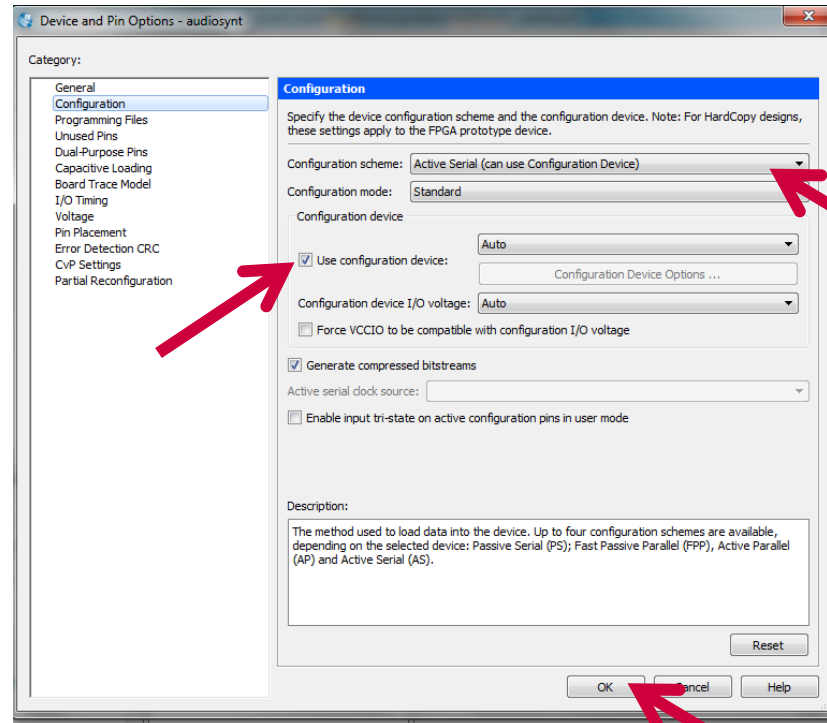 Device and Pin Options - audiosynt
Category:
General
Configuration
Programming Files
Unused Pins
Dual-Purpose Pins
Capacitive Loading
Board Trace Model
I/O Timing
Voltage
Pin Placement
Error Detection CRC
CvP Settings
Partial Reconfiguration
Configuration
Specify the device configuration scheme and the configuration device. Note: For HardCopy designs,
these settings apply to the FPGA prototype device.
Configuration scheme: Active Serial (can use Configuration Device)
Configuration mode: Standard
Configuration device
Auto
Use configuration device:
Configuration Device Options ...
Configuration device I/O voltage: Auto
Force VCCIO to be compatible with configuration I/O voltage
Generate compressed bitstreams
Active serial clock source:
Enable input tri-state on active configuration pins in user mode
Description:
The method used to load data into the device. Up to four configuration schemes are available,
depending on the selected device: Passive Serial (PS); Fast Passive Parallel (FPP), Active Parallel
(AP) and Active Serial (AS).
Reset
OK Cancel Help